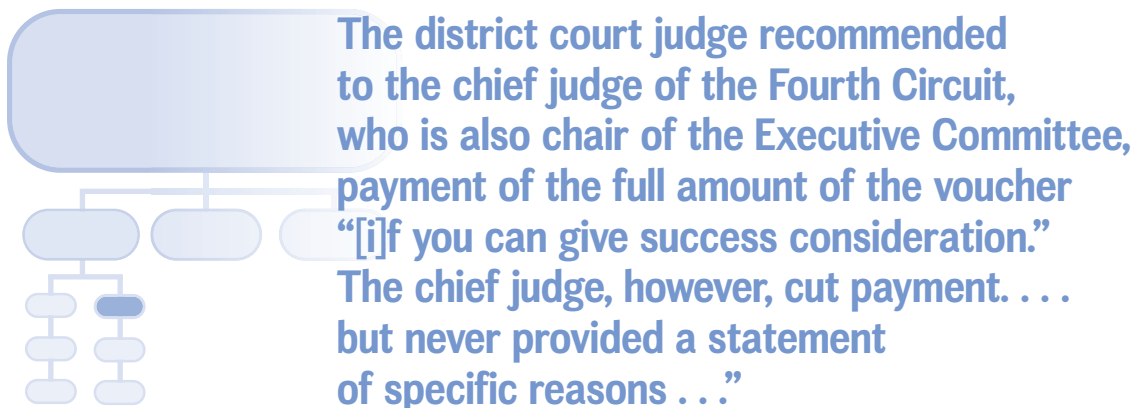 The district court judge recommended
to the chief judge of the Fourth Circuit,
who is also chair of the Executive Committee,
payment of the full amount of the voucher
“[i]f you can give success consideration.”
The chief judge, however, cut payment. . . .
but never provided a statement
of specific reasons . . .”